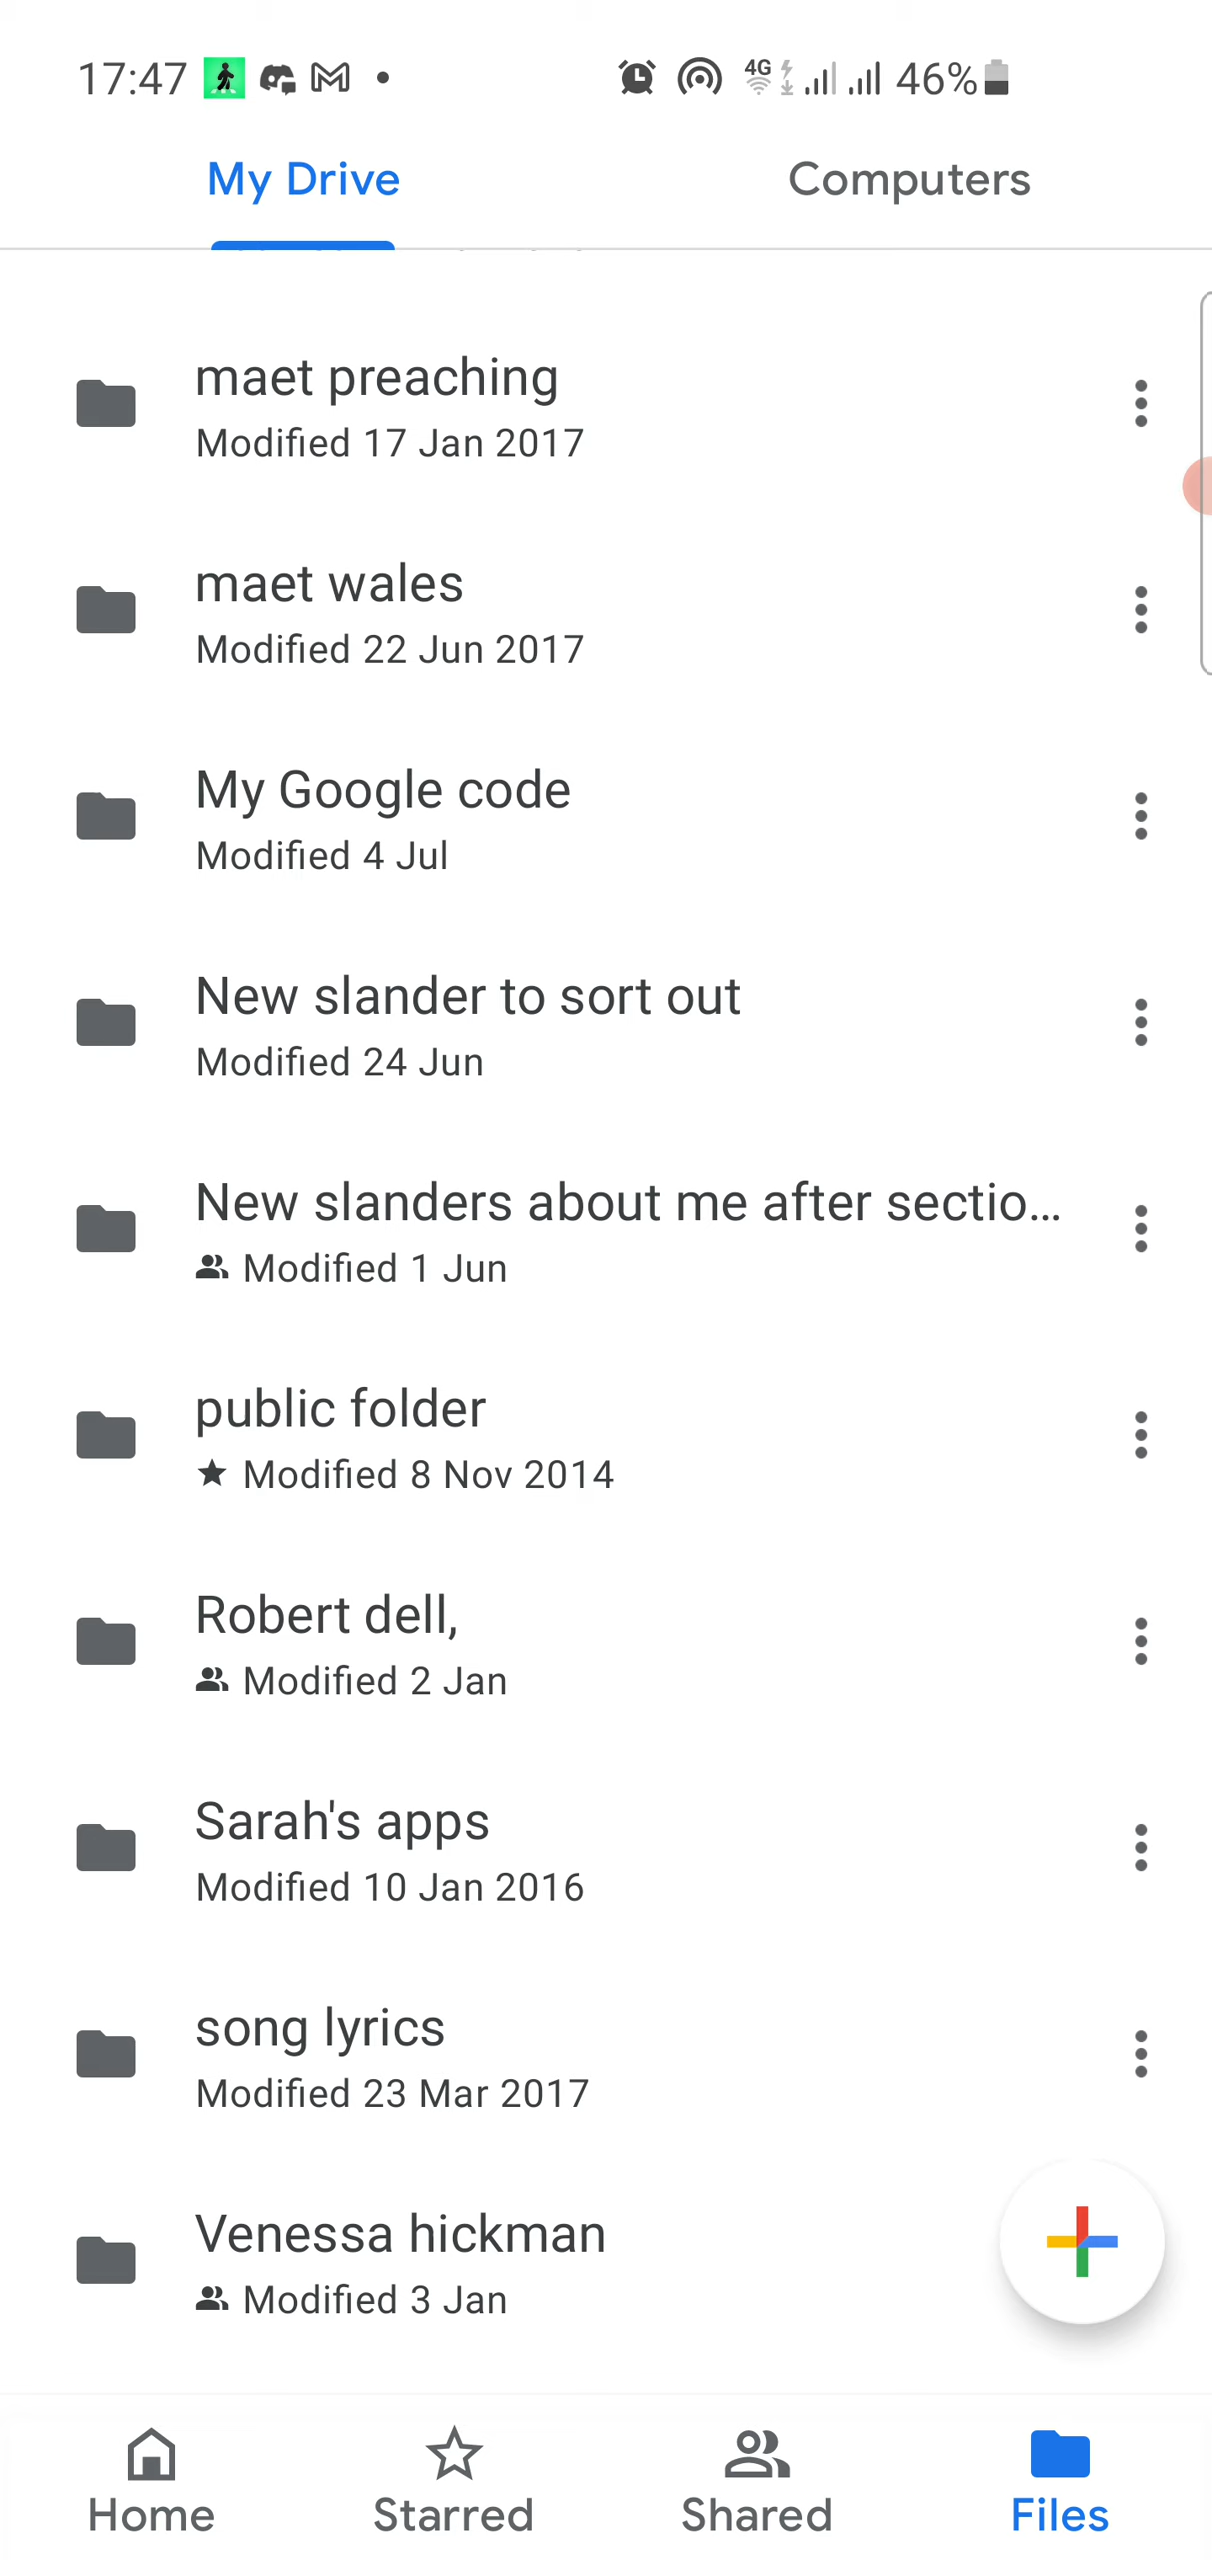 17:47
4G
46%
My Drive
Computers
maet preaching
Modified 17 Jan 2017
maet wales
Modified 22 Jun 2017
My Google code
Modified 4 Jul
New slander to sort out
Modified 24 Jun
New slanders about me after sectio...
Modified 1 Jun
public folder
Modified 8 Nov 2014
Robert dell,
Modified 2 Jan
Sarah's apps
Modified 10 Jan 2016
song lyrics
Modified 23 Mar 2017
Venessa hickman
Modified 3 Jan
Home
Starred
Shared
Files